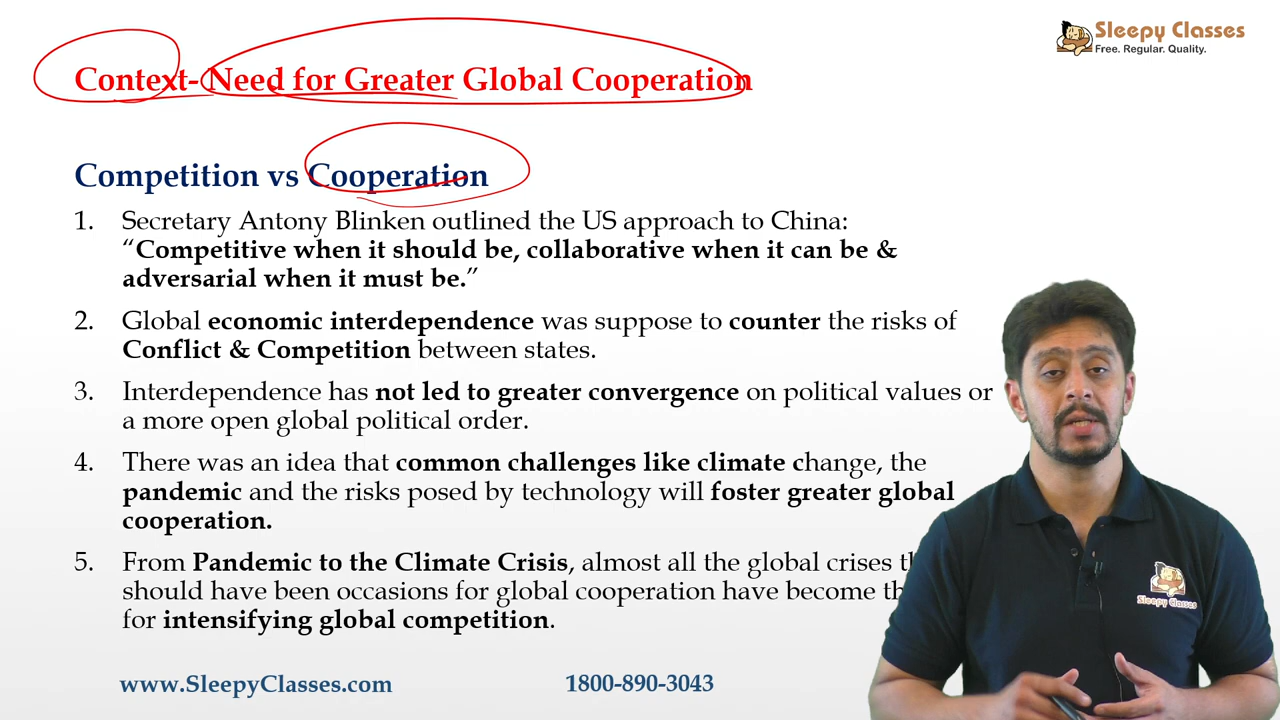 Sleepy Classes
Free. Regular. Quality.
Context- Need for Greater Global Cooperation
Competition vs Cooperation
1. Secretary Antony Blinken outlined the US approach to China:
“Competitive when it should be, collaborative when it can be &
adversarial when it must be.”
2. Global economic interdependence was suppose to counter the risks of
Conflict & Competition between states.
3. Interdependence has not led to greater convergence on political values or
a more open global political order.
4. There was an idea that common challenges like climate change, the
pandemic and the risks posed by technology will foster greater global
cooperation.
5. From Pandemic to the Climate Crisis, almost all the global crises
should have been occasions for global cooperation have become
for intensifying global competition.
Sleepy Classes
www.SleepyClasses.com
1800-890-3043